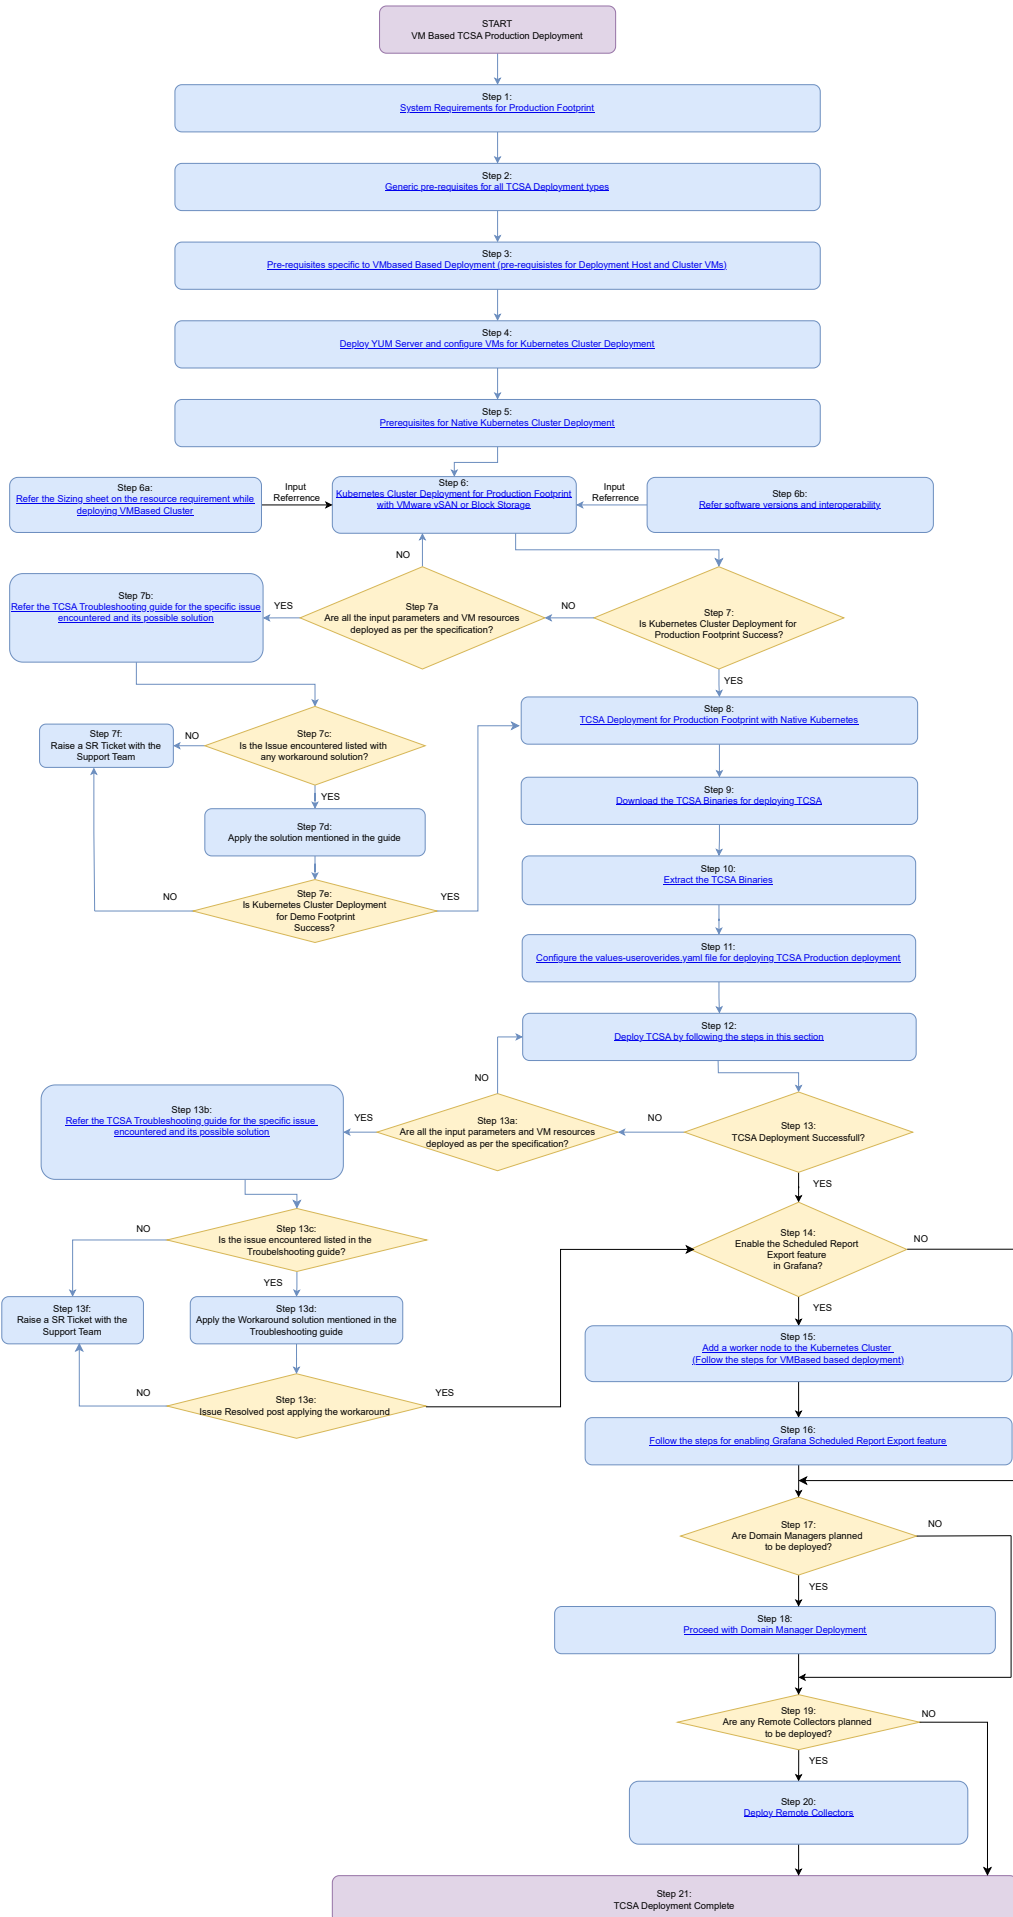 START
VM Based TCSA Production Deployment
Step 1:
System Requirements for Production Footprint
Step 2:
Generic pre-requisites for all TCSA Deployment types
Step 3:
Pre-requisites specific to VMbased Based Deployment (pre-requisistes for Deployment Host and Cluster VMs)
Step 4:
Deploy YUM Server and configure VMs for Kubernetes Cluster Deployment
Step 5:
Prerequisites for Native Kubernetes Cluster Deployment
Step 6a:
Refer the Sizing sheet on the resource requirement while
deploying VMBased Cluster
Input
Referrence
Step 6:
Kubernetes Cluster Deployment for Production Footprint
with VMware vSAN or Block Storage
Input
Referrence
Step 6b:
Refer software versions and interoperability
NO
Step 7b:
Refer the TCSA Troubleshooting guide for the specific issue
encountered and its possible solution
YES
Step 7a
Are all the input parameters and VM resources
deployed as per the specification?
NO
Step 7:
Is Kubernetes Cluster Deployment for
Production Footprint Success?
YES
Step 7f:
Raise a SR Ticket with the
Support Team
NO
Step 7c:
Is the Issue encountered listed with
any workaround solution?
YES
Step 8:
TCSA Deployment for Production Footprint with Native Kubernetes
Step 7d:
Apply the solution mentioned in the guide
Step 9:
Download the TCSA Binaries for deploying TCSA
NO
Step 7e:
Is Kubernetes Cluster Deployment
for Demo Footprint
Success?
YES
Step 10:
Extract the TCSA Binaries
Step 11:
Configure the values-useroverides.yaml file for deploying TCSA Production deployment
Step 12:
Deploy TCSA by following the steps in this section
NO
Step 13b:
Refer the TCSA Troubleshooting guide for the specific issue
encountered and its possible solution
YES
Step 13a:
Are all the input parameters and VM resources
deployed as per the specification?
NO
Step 13:
TCSA Deployment Successfull?
YES
NO
Step 13c:
Is the issue encountered listed in the
Troubelshooting guide?
YES
Step 14:
Enable the Scheduled Report
Export feature
in Grafana?
NO
YES
Step 13f:
Raise a SR Ticket with the
Support Team
Step 13d:
Apply the Workaround solution mentioned in the
Troubleshooting guide
Step 15:
Add a worker node to the Kubernetes Cluster
(Follow the steps for VMBased based deployment)
NO
Step 13e:
Issue Resolved post applying the workaround
YES
Step 16:
Follow the steps for enabling Grafana Scheduled Report Export feature
Step 17:
Are Domain Managers planned
to be deployed?
NO
YES
Step 18:
Proceed with Domain Manager Deployment
Step 19:
Are any Remote Collectors planned
to be deployed?
NO
YES
Step 20:
Deploy Remote Collectors
Step 21:
TCSA Deployment Complete